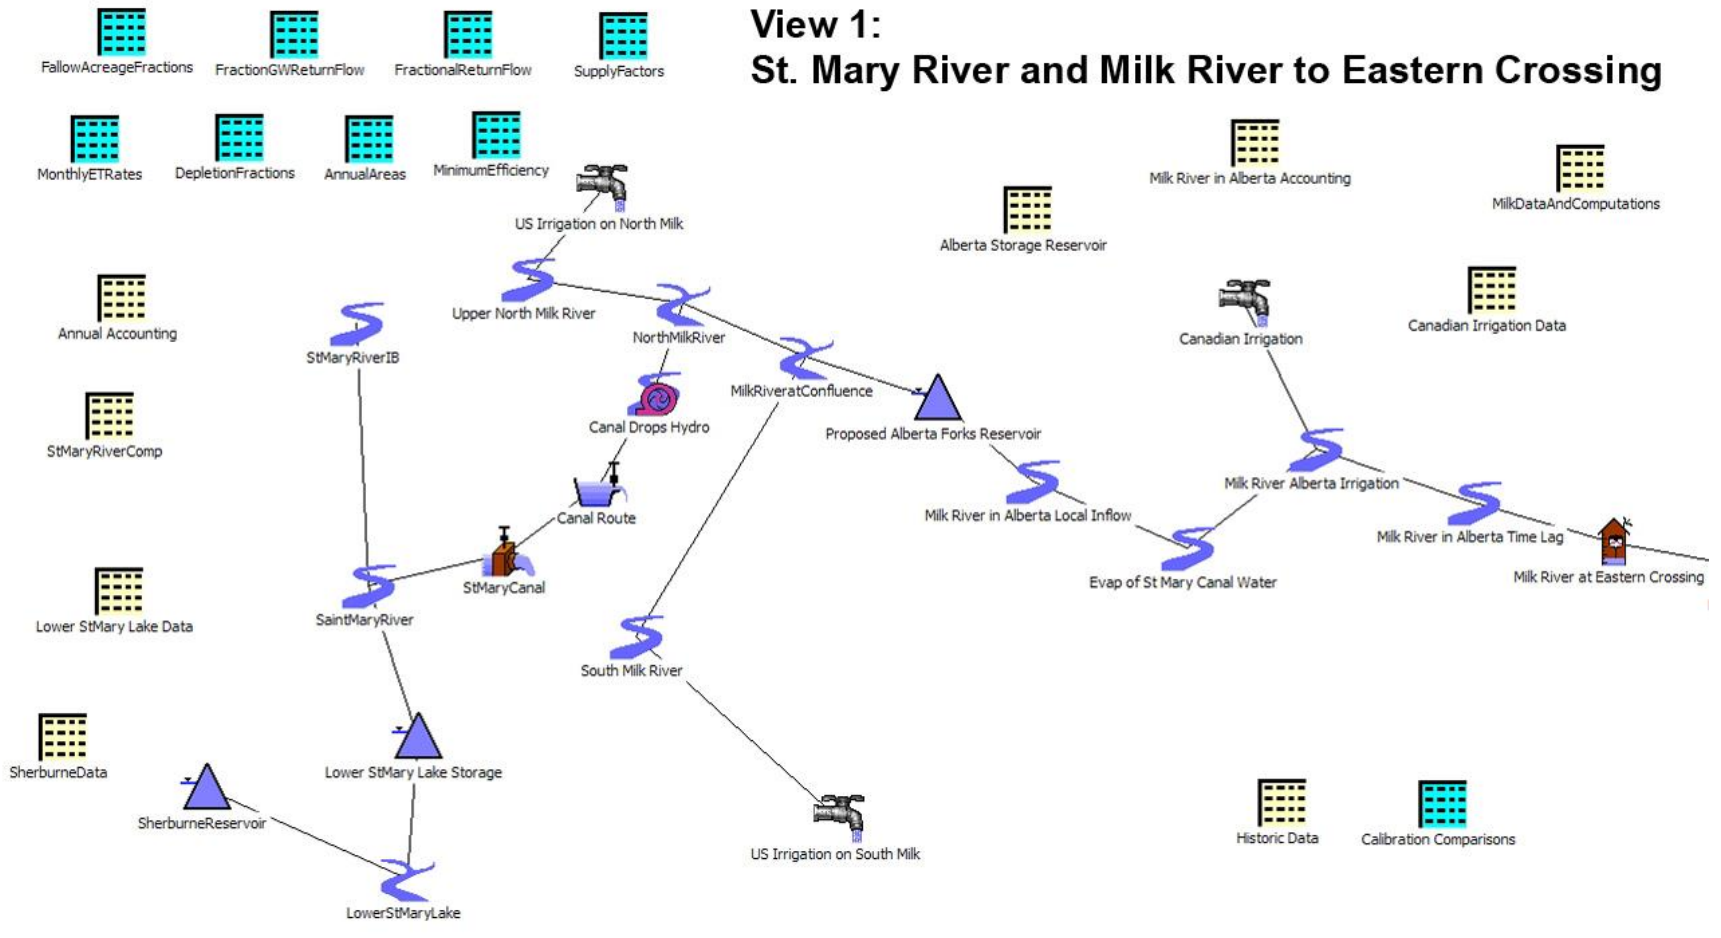 View 1:
St. Mary River and Milk River to Eastern Crossing
FallowAcreageFractions
FractionGWReturnFlow
FractionalReturnFlow
SupplyFactors
MonthlyETRates
DepletionFractions
AnnualAreas
MinimumEfficiency
Milk River in Alberta Accounting
MilkDataAndComputations
US Irrigation on North Milk
Alberta Storage Reservoir
Annual Accounting
StMaryRiverIB
Upper North Milk River
NorthMilkRiver
Canadian Irrigation
Canadian Irrigation Data
MilkRiveratConfluence
StMaryRiverComp
Canal Drops Hydro
Proposed Alberta Forks Reservoir
Milk River Alberta Irrigation
Canal Route
Milk River in Alberta Local Inflow
Milk River in Alberta Time Lag
StMaryCanal
Evap of St Mary Canal Water
Milk River at Eastern Crossing
Lower StMary Lake Data
SaintMaryRiver
South Milk River
SherburneData
Lower StMary Lake Storage
SherburneReservoir
US Irrigation on South Milk
Historic Data
Calibration Comparisons
LowerStMaryLake